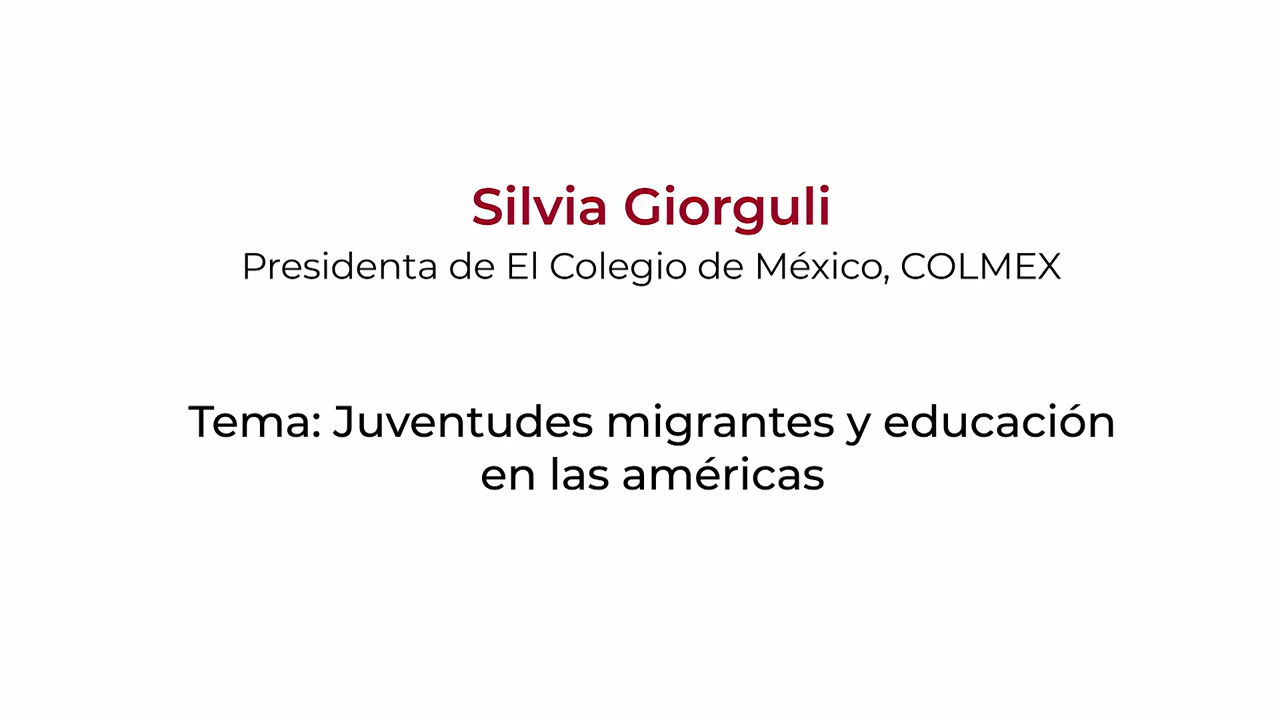 Silvia Giorguli
Presidenta de El Colegio de México, COLMEX
Tema: Juventudes migrantes y educación
en las américas